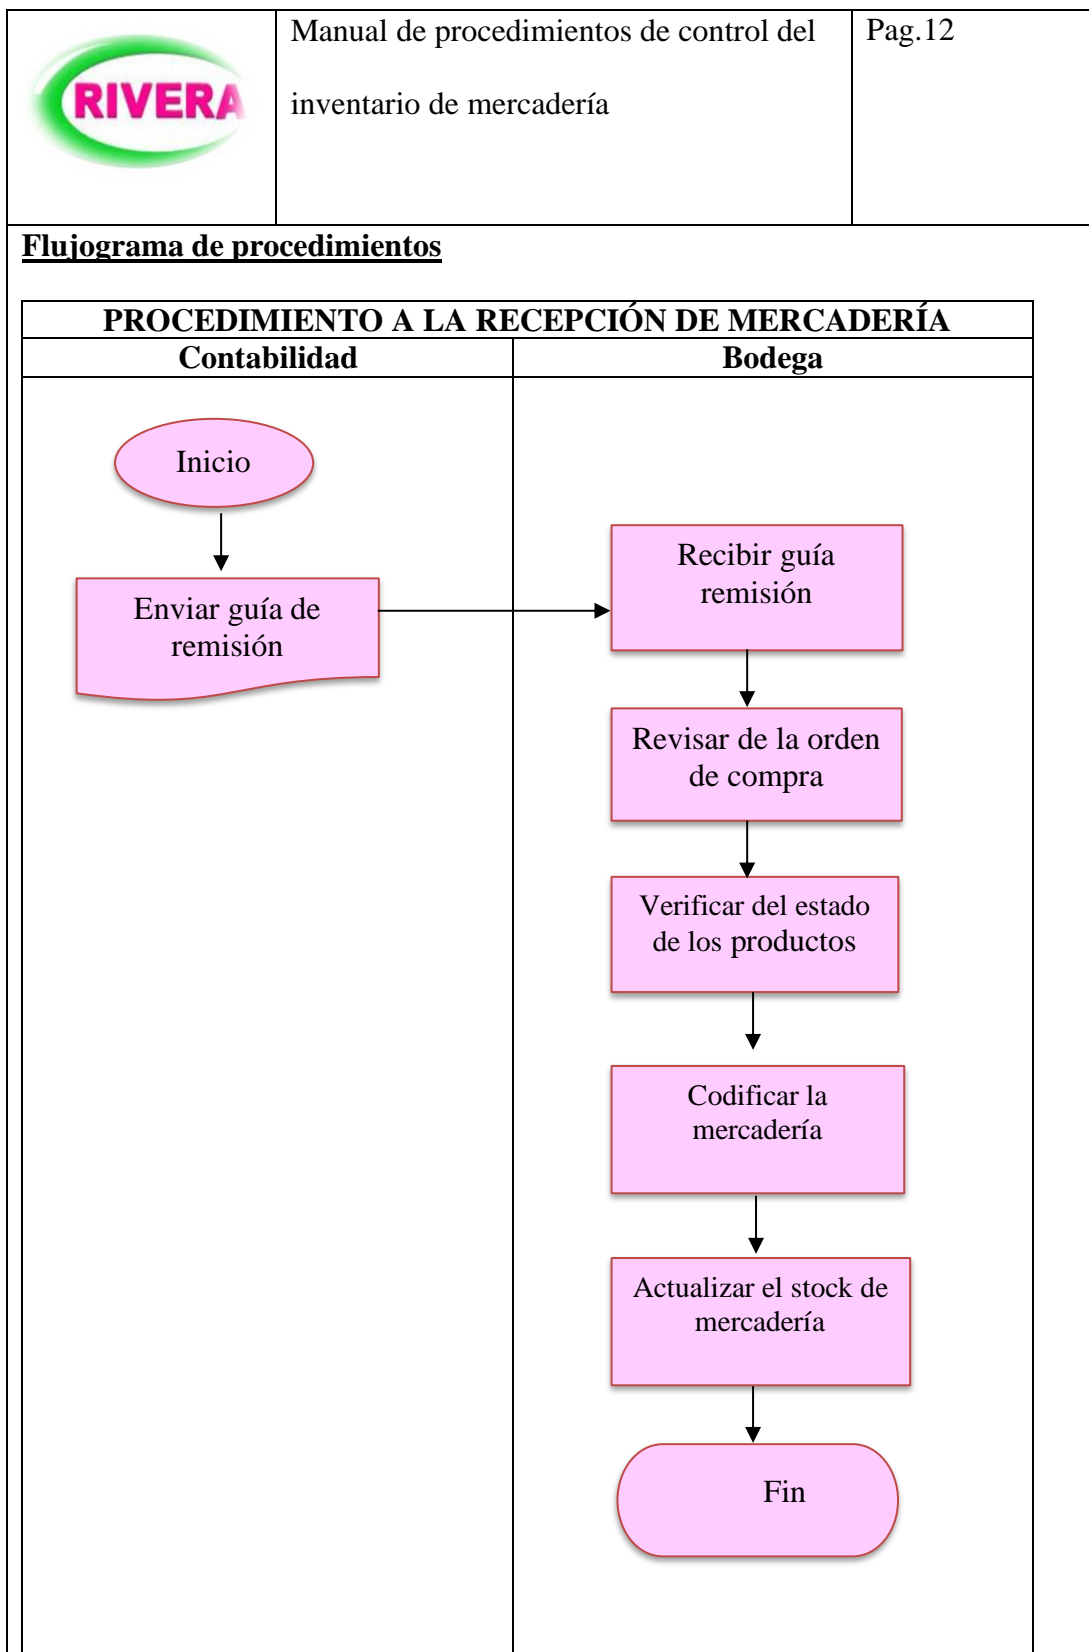 RIVERA
Manual de procedimientos de control del
inventario de mercadería
Pag.12
Flujograma de procedimientos
PROCEDIMIENTO A LA RECEPCIÓN DE MERCADERÍA
Contabilidad
Bodega
Inicio
Enviar guía de
remisión
Recibir guía
remisión
Revisar de la orden
de compra
Verificar del estado
de los productos
Codificar la
mercadería
Actualizar el stock de
mercadería
Fin